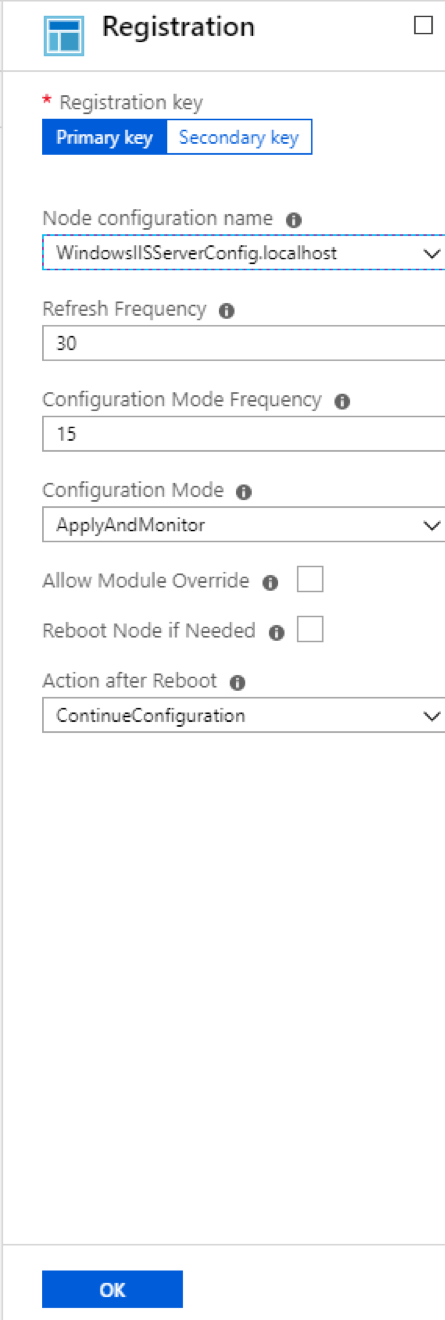 Registration
* Registration key
Primary key Secondary key
Node configuration name
WindowsIISServerConfig.localhost
Refresh Frequency
30
Configuration Mode Frequency
15
Configuration Mode
ApplyAndMonitor
Allow Module Override
Reboot Node if Needed
Action after Reboot
ContinueConfiguration
OK